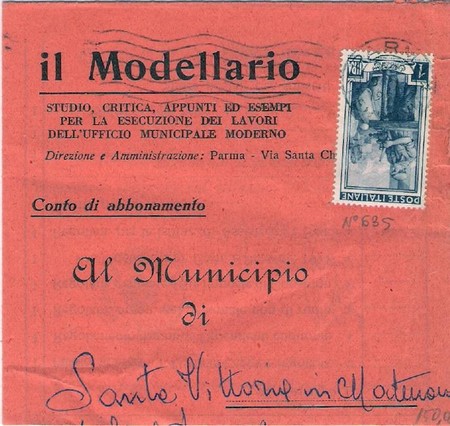 il Modellario
STUDIO, CRITICA, APPUNTI ED ESEMPI
PER LA ESECUZIONE DEI LAVORI
DELL'UFFICIO MUNICIPALE MODERNO
Direzione e Amministrazione: Parma - Via Santa Ch
POSTE ITALIANE
N° 635
Conto di abbonamento
Al Municipio
di
Santa Vittoria in Matenano